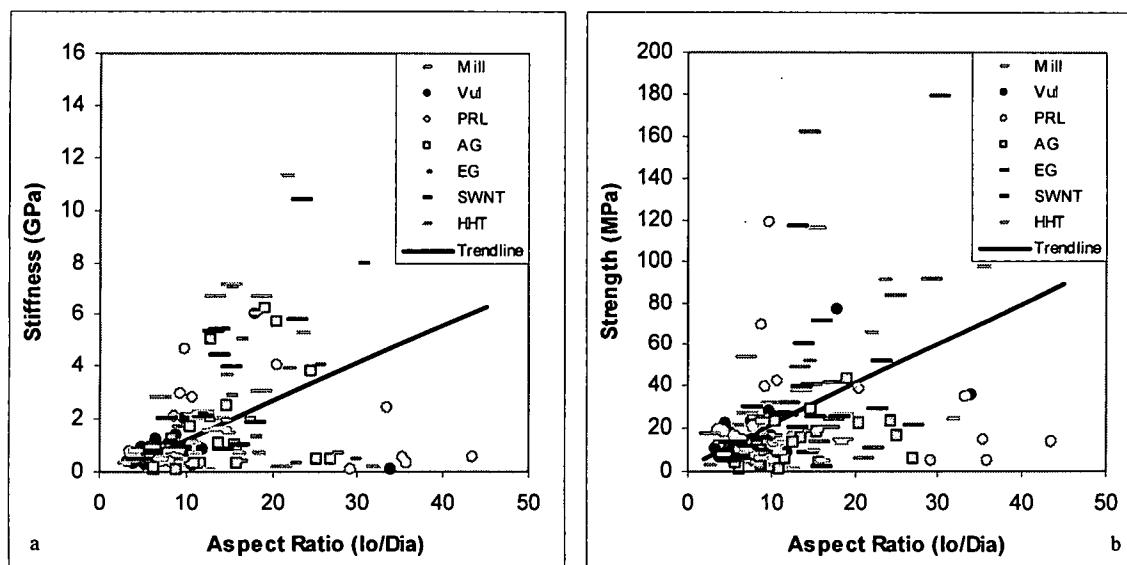 16
14
12
10
8
6
4
2
0
Stiffness (GPa)
0 10 20 30 40 50
Aspect Ratio (lo/Dia)
Mill
Vul
PRL
AG
EG
SWNT
HHT
Trendline
a
200
180
160
140
120
100
80
60
40
20
0
Strength (MPa)
0 10 20 30 40 50
Aspect Ratio (lo/Dia)
Mill
Vul
PRL
AG
EG
SWNT
HHT
Trendline
b